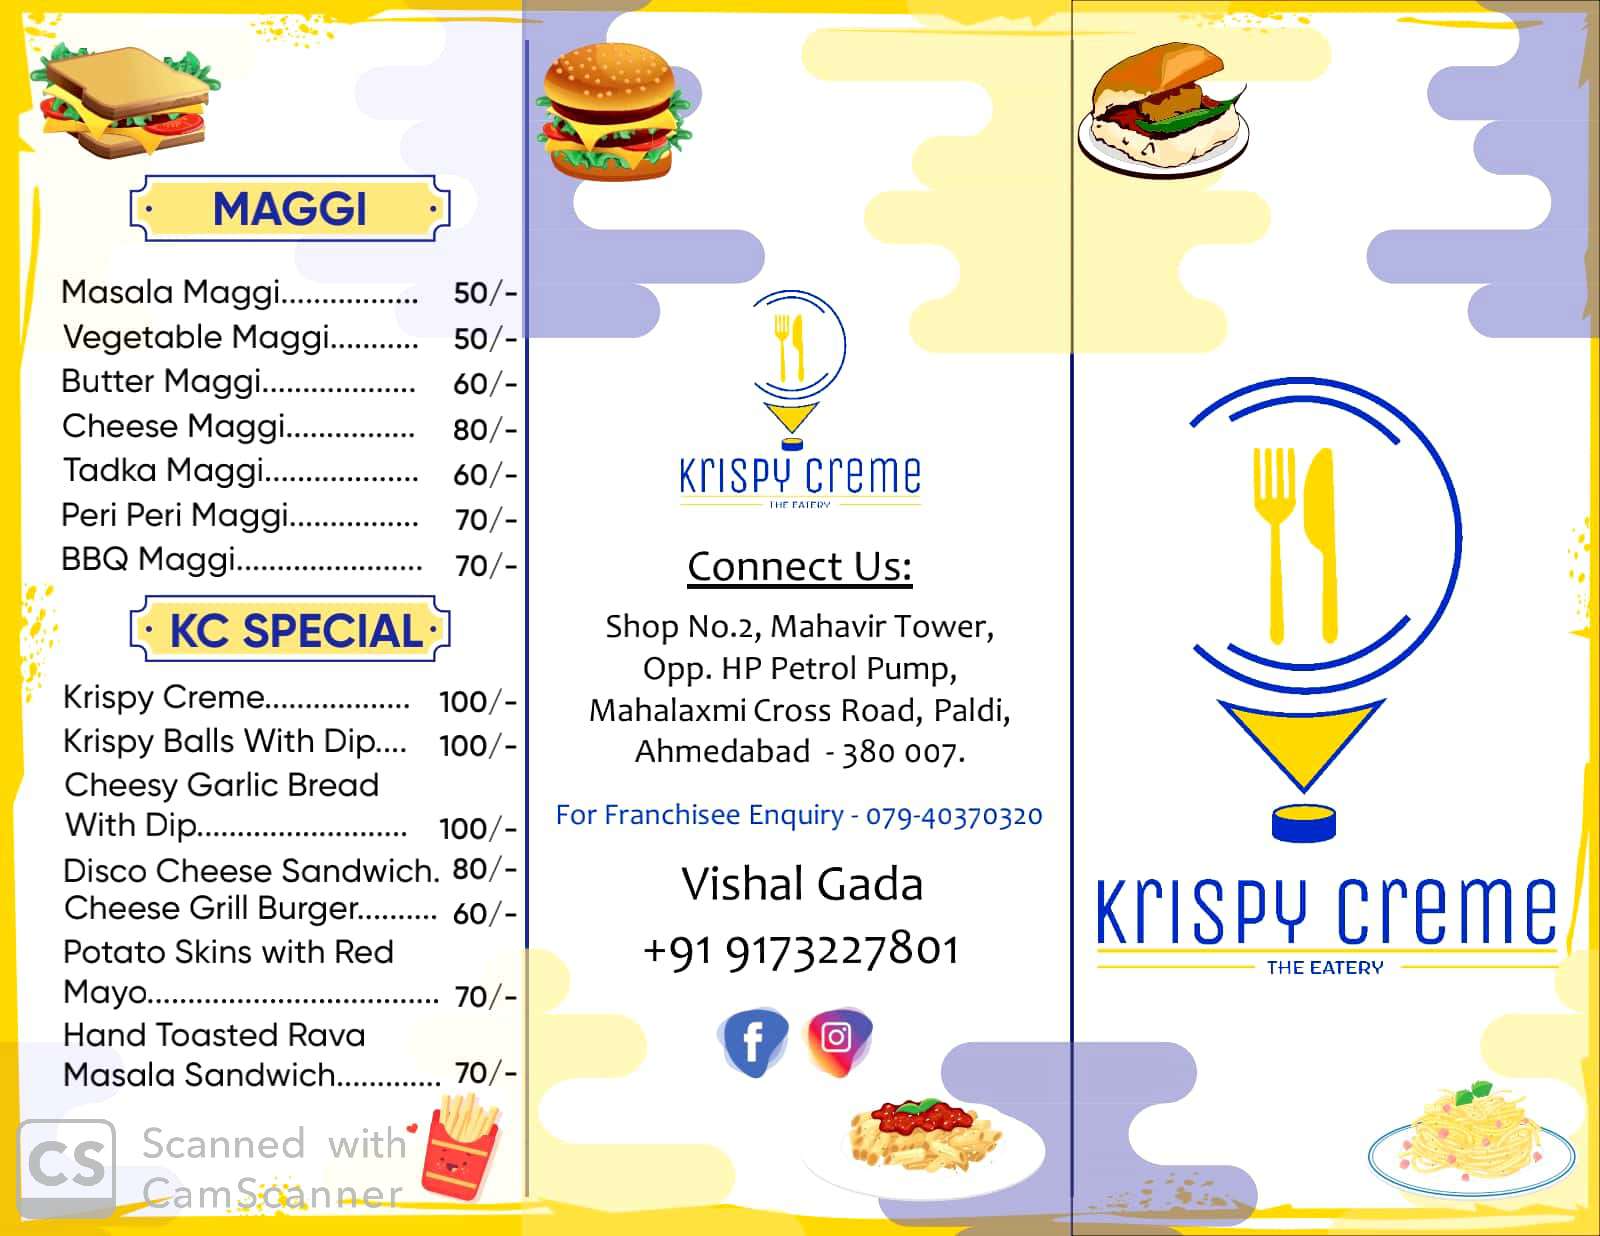 MAGGI
Masala Maggi................. 50/-
Vegetable Maggi........... 50/-
Butter Maggi................... 60/-
Cheese Maggi................ 80/-
Tadka Maggi................... 60/-
Peri Peri Maggi................ 70/-
BBQ Maggi....................... 70/-
KC SPECIAL
Krispy Creme.................. 100/-
Krispy Balls With Dip.... 100/-
Cheesy Garlic Bread
With Dip.......................... 100/-
Disco Cheese Sandwich. 80/-
Cheese Grill Burger.......... 60/-
Potato Skins with Red
Mayo.................................... 70/-
Hand Toasted Rava
Masala Sandwich............. 70/-
CS Scanned with
CamScanner
Krispy Creme
THE EATERY
Connect Us:
Shop No.2, Mahavir Tower,
Opp. HP Petrol Pump,
Mahalaxmi Cross Road, Paldi,
Ahmedabad - 380 007.
For Franchisee Enquiry - 079-40370320
Vishal Gada
+91 9173227801
f
Krispy Creme
THE EATERY